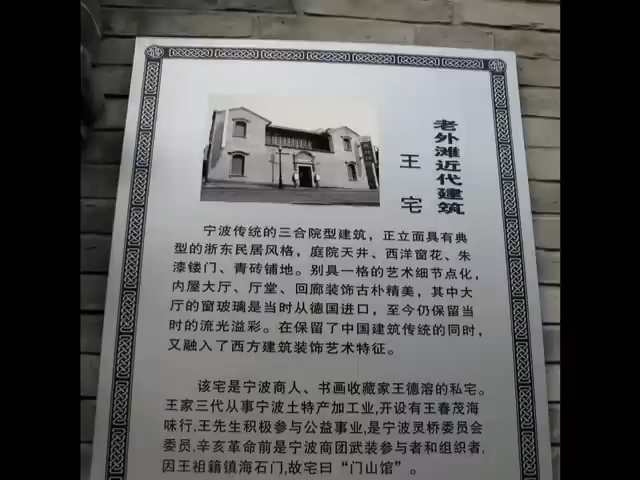 老外滩近代建筑
王宅
宁波传统的三合院型建筑，正立面具有典
型的浙东民居风格，庭院天井、西洋窗花、朱
漆镂门、青砖铺地。别具一格的艺术细节点化，
内屋大厅、厅堂、回廊装饰古朴精美，其中大
厅的窗玻璃是当时从德国进口，至今仍保留当
时的流光溢彩。在保留了中国建筑传统的同时，
又融入了西方建筑装饰艺术特征。
该宅是宁波商人、书画收藏家王德溶的私宅。
王家三代从事宁波土特产加工业，开设有王春茂海
味行，王先生积极参与公益事业，是宁波灵桥委员会
委员，辛亥革命前是宁波商团武装参与者和组织者，
因王祖籍镇海石门，故宅曰“门山馆”。